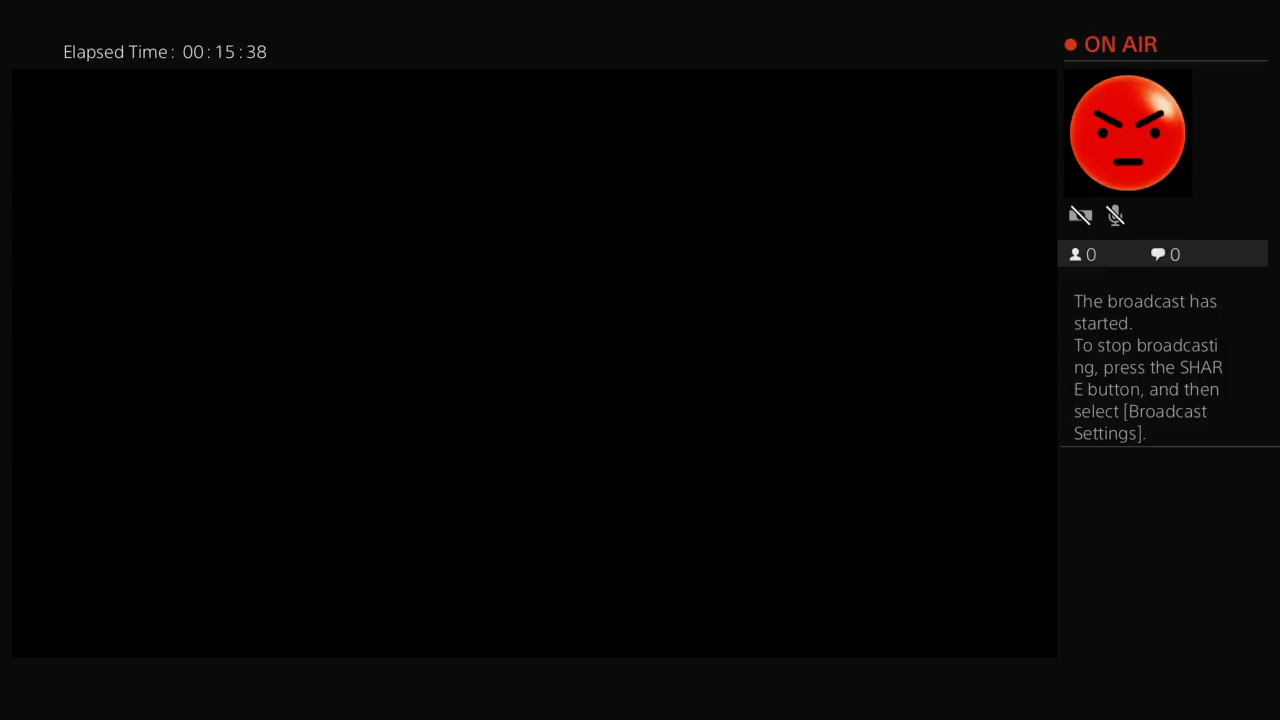 Elapsed Time: 00:15:38
ON AIR
0 0
The broadcast has
started.
To stop broadcasti
ng, press the SHAR
E button, and then
select [Broadcast
Settings].